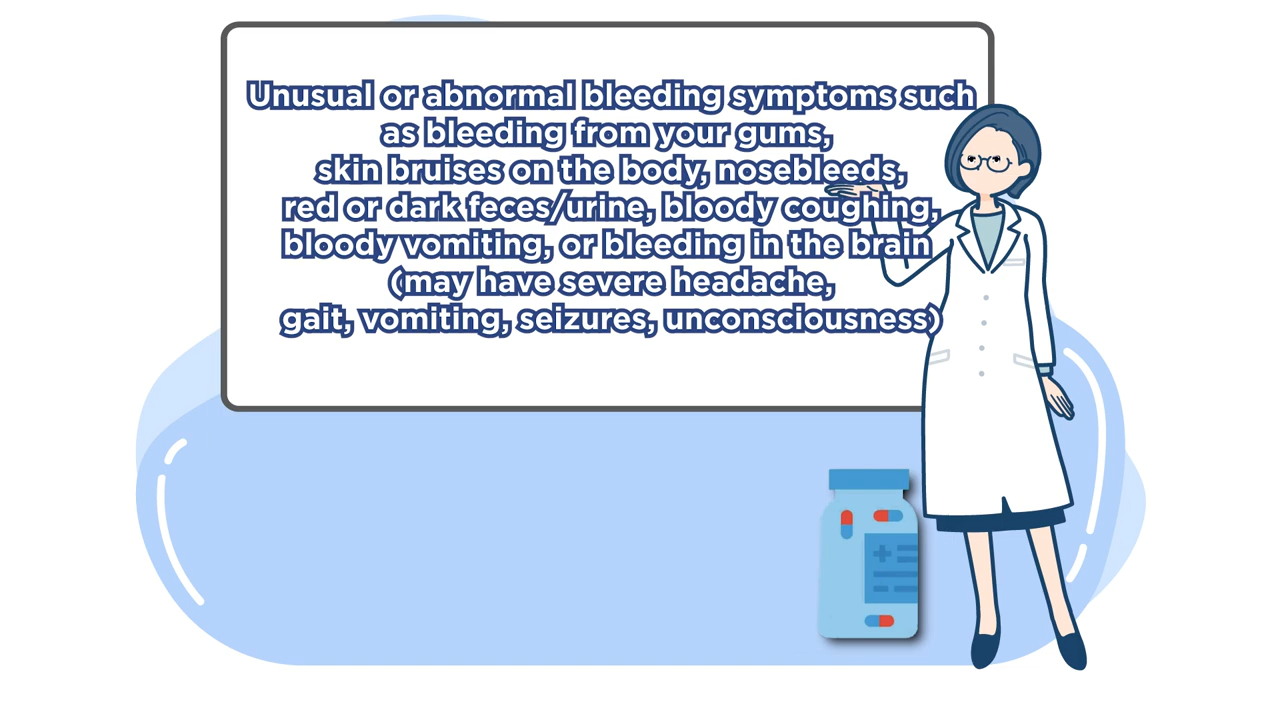 Unusual or abnormal bleeding symptoms such
as bleeding from your gums,
skin bruises on the body, nosebleeds,
red or dark feces/urine, bloody coughing,
bloody vomiting, or bleeding in the brain
(may have severe headache,
gait, vomiting, seizures, unconsciousness)